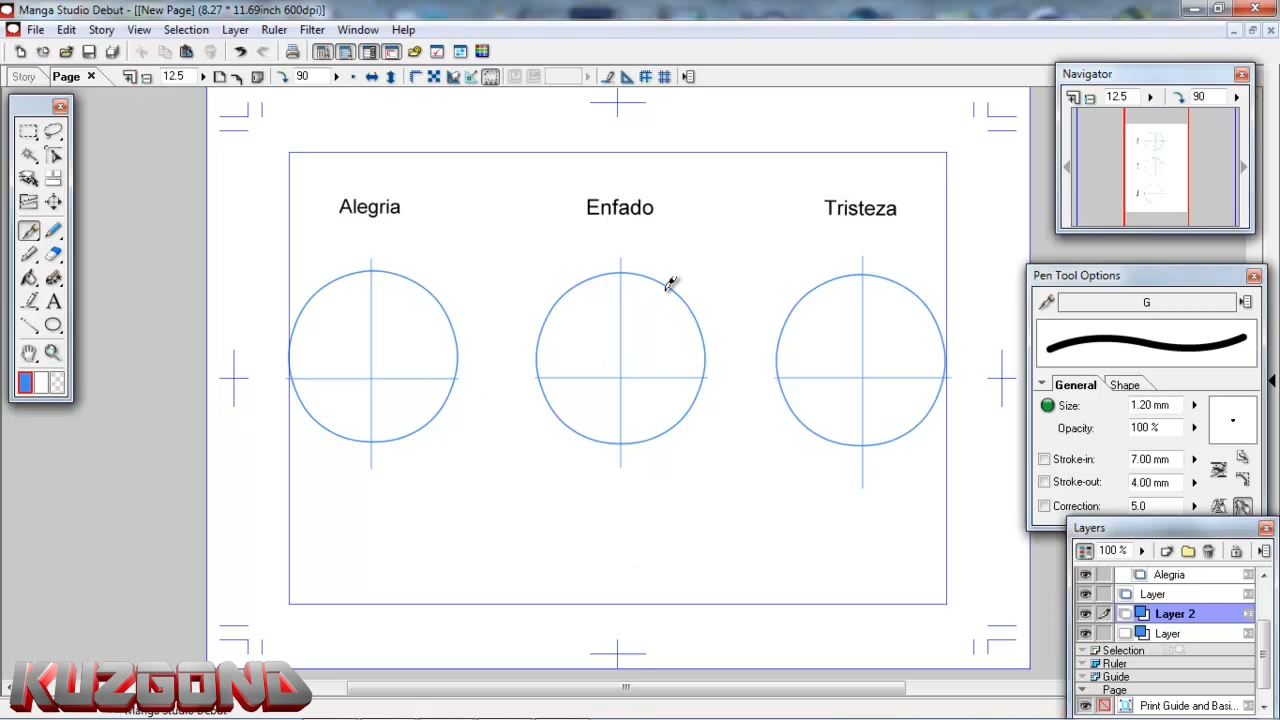 Manga Studio Debut - [[New Page] (8.27 * 11.69inch 600dpi)]
File Edit Story View Selection Layer Ruler Filter Window Help
Story Page 12.5 90
Navigator
12.5 90
Alegria Enfado Tristeza
Pen Tool Options
G
General Shape
Size: 1.20 mm
Opacity: 100 %
Stroke-in: 7.00 mm
Stroke-out: 4.00 mm
Correction: 5.0
Layers
100 %
Alegria
Layer
Layer 2
Layer
Selection
Ruler
Guide
Page
Print Guide and Basi...
KUZGOND
Manga Studio Debut